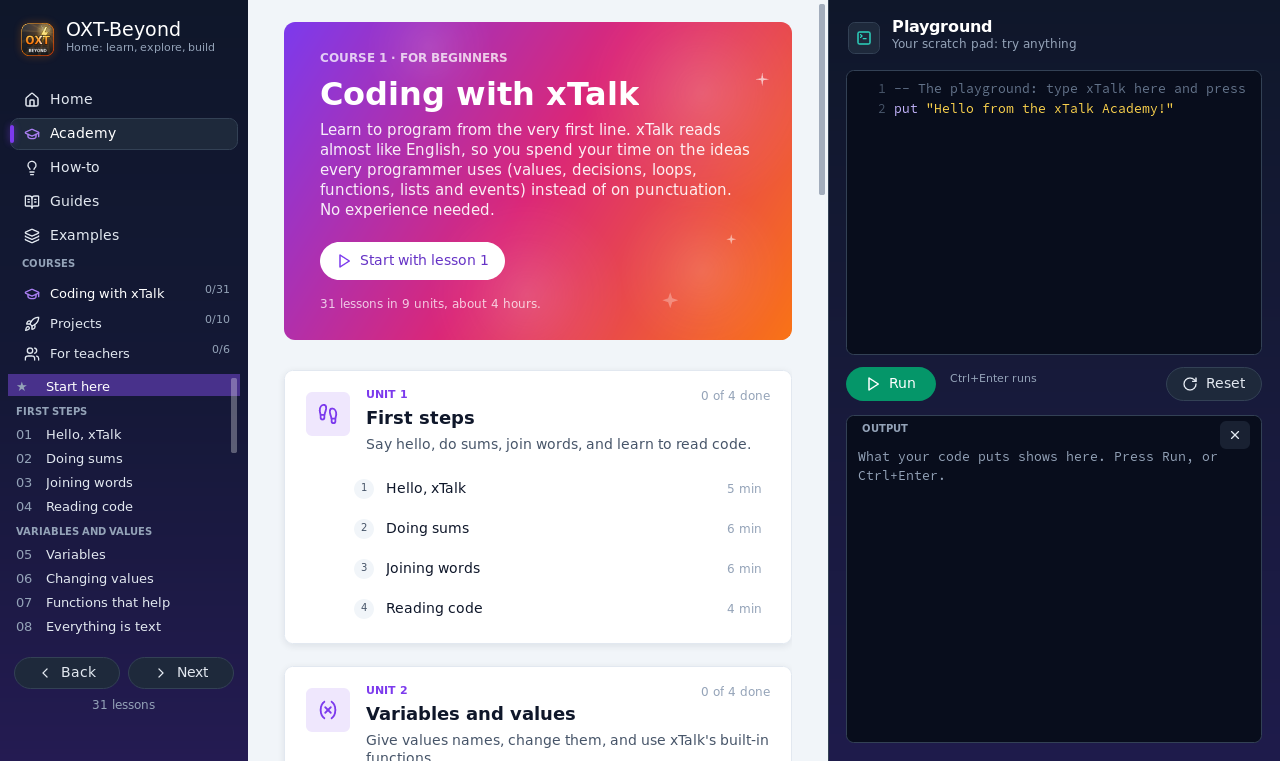 OXT
BEYOND
OXT-Beyond
Home: learn, explore, build
Home
Academy
How-to
Guides
Examples
COURSES
Coding with xTalk 0/31
Projects 0/10
For teachers 0/6
★ Start here
FIRST STEPS
01 Hello, xTalk
02 Doing sums
03 Joining words
04 Reading code
VARIABLES AND VALUES
05 Variables
06 Changing values
07 Functions that help
08 Everything is text
Back Next
31 lessons
COURSE 1 · FOR BEGINNERS
Coding with xTalk
Learn to program from the very first line. xTalk reads
almost like English, so you spend your time on the ideas
every programmer uses (values, decisions, loops,
functions, lists and events) instead of on punctuation.
No experience needed.
Start with lesson 1
31 lessons in 9 units, about 4 hours.
UNIT 1 0 of 4 done
First steps
Say hello, do sums, join words, and learn to read code.
1 Hello, xTalk 5 min
2 Doing sums 6 min
3 Joining words 6 min
4 Reading code 4 min
UNIT 2 0 of 4 done
Variables and values
Give values names, change them, and use xTalk's built-in
functions.
Playground
Your scratch pad: try anything
1 -- The playground: type xTalk here and press
2 put "Hello from the xTalk Academy!"
Run Ctrl+Enter runs Reset
OUTPUT
What your code puts shows here. Press Run, or
Ctrl+Enter.